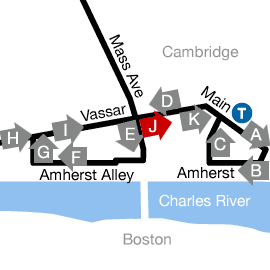 Mass Ave
Cambridge
Vassar
Main
T
D
K
J
I
H
E
G
F
C
A
B
Amherst Alley
Amherst
Charles River
Boston